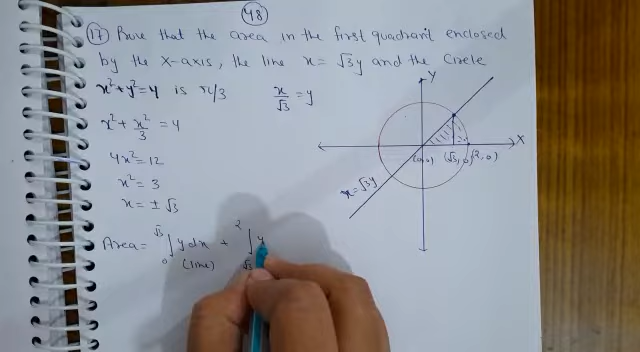 48
17) Prove that the area in the first quadrant enclosed
by the X-axis, the line x = √3y and the Circle
x²+y²=4 is π/3
x/√3 = y
x² + x²/3 = 4
4x²=12
x² = 3
x = ± √3
Area = ∫₀^√3 y dx + ∫_√3^2 y
(line)
Y
X
(0,0) (√3, 0) (2,0)
x=√3y